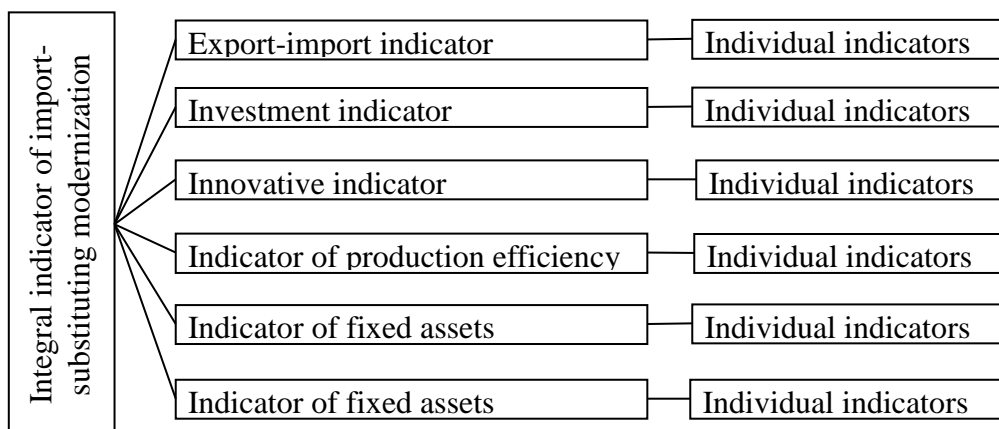 Integral indicator of import-
substituting modernization
Export-import indicator
Individual indicators
Investment indicator
Individual indicators
Innovative indicator
Individual indicators
Indicator of production efficiency
Individual indicators
Indicator of fixed assets
Individual indicators
Indicator of fixed assets
Individual indicators